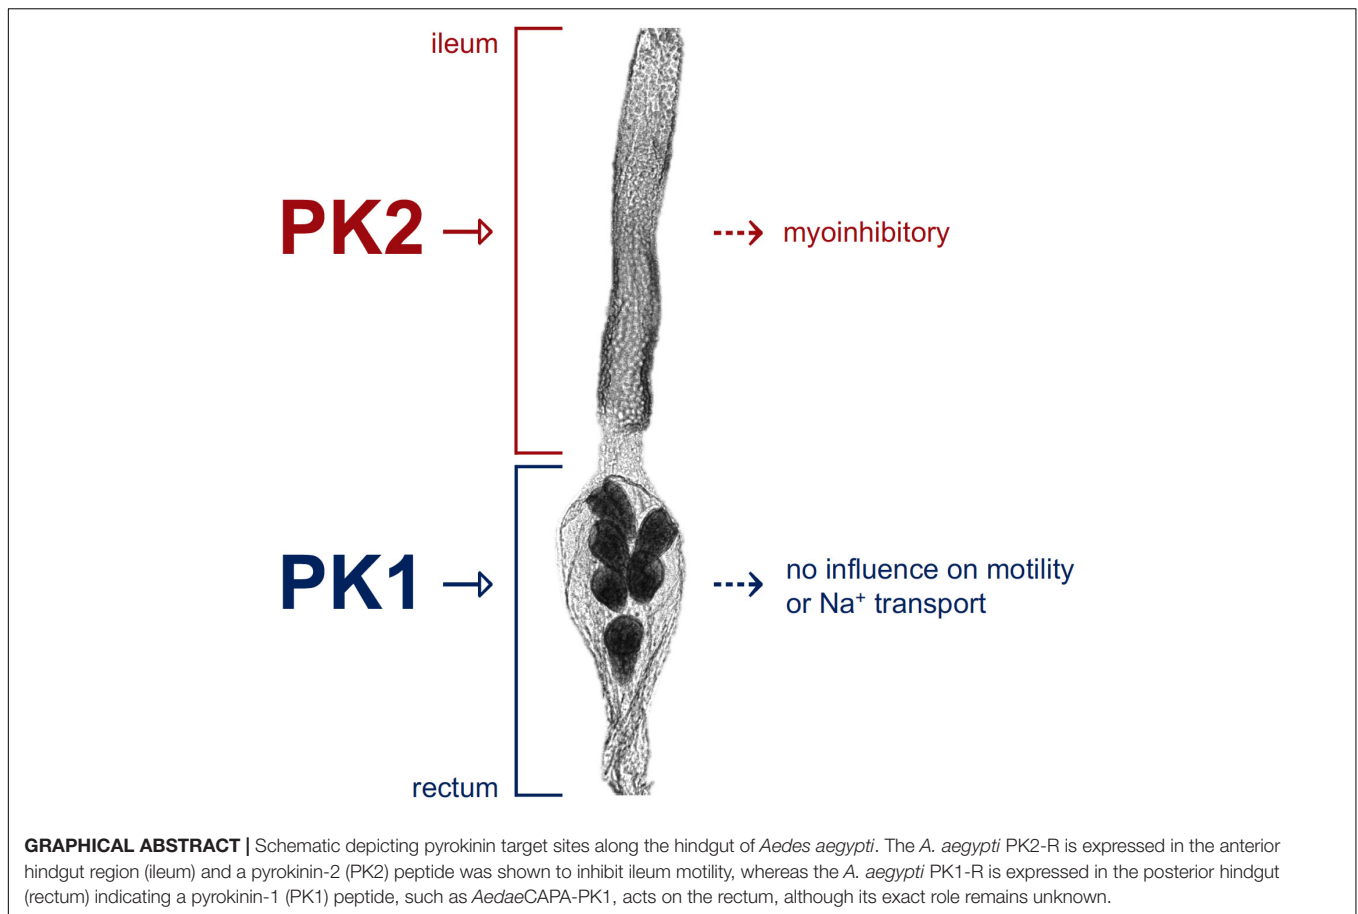 ileum
PK2
myoinhibitory
PK1
no influence on motility
or Na⁺ transport
rectum
GRAPHICAL ABSTRACT | Schematic depicting pyrokinin target sites along the hindgut of Aedes aegypti. The A. aegypti PK2-R is expressed in the anterior
hindgut region (ileum) and a pyrokinin-2 (PK2) peptide was shown to inhibit ileum motility, whereas the A. aegypti PK1-R is expressed in the posterior hindgut
(rectum) indicating a pyrokinin-1 (PK1) peptide, such as AedaeCAPA-PK1, acts on the rectum, although its exact role remains unknown.